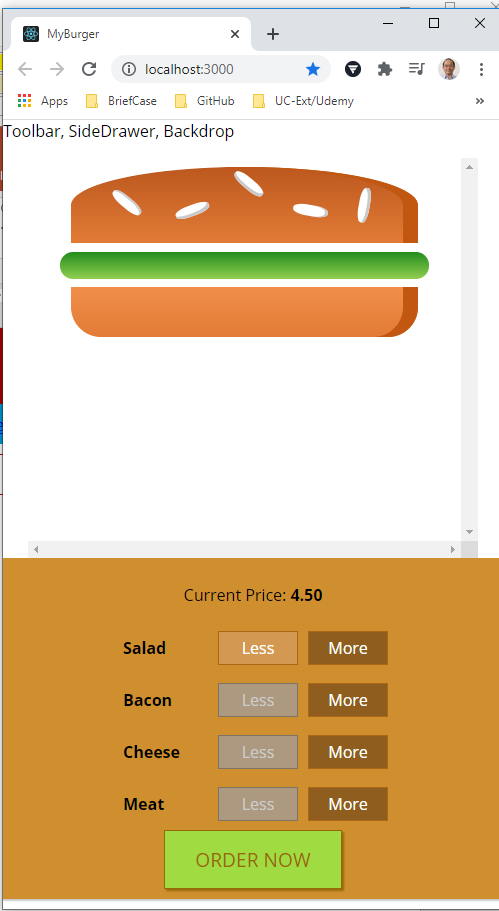 MyBurger
localhost:3000
Apps BriefCase GitHub UC-Ext/Udemy »
Toolbar, SideDrawer, Backdrop
Current Price: 4.50
Salad Less More
Bacon Less More
Cheese Less More
Meat Less More
ORDER NOW